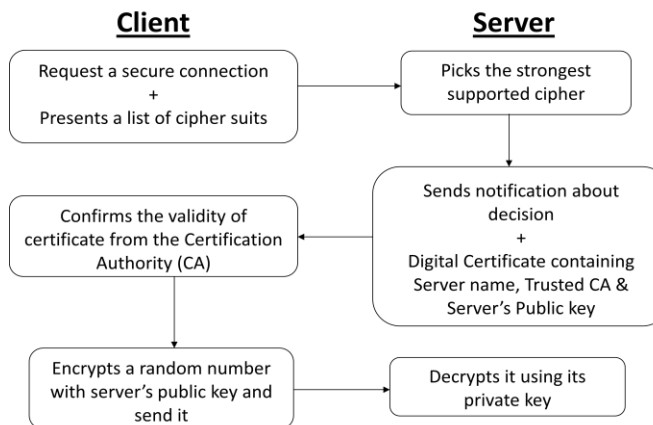 Client
Server
Request a secure connection
+
Presents a list of cipher suits
Picks the strongest
supported cipher
Sends notification about
decision
+
Digital Certificate containing
Server name, Trusted CA &
Server's Public key
Confirms the validity of
certificate from the Certification
Authority (CA)
Encrypts a random number
with server's public key and
send it
Decrypts it using its
private key